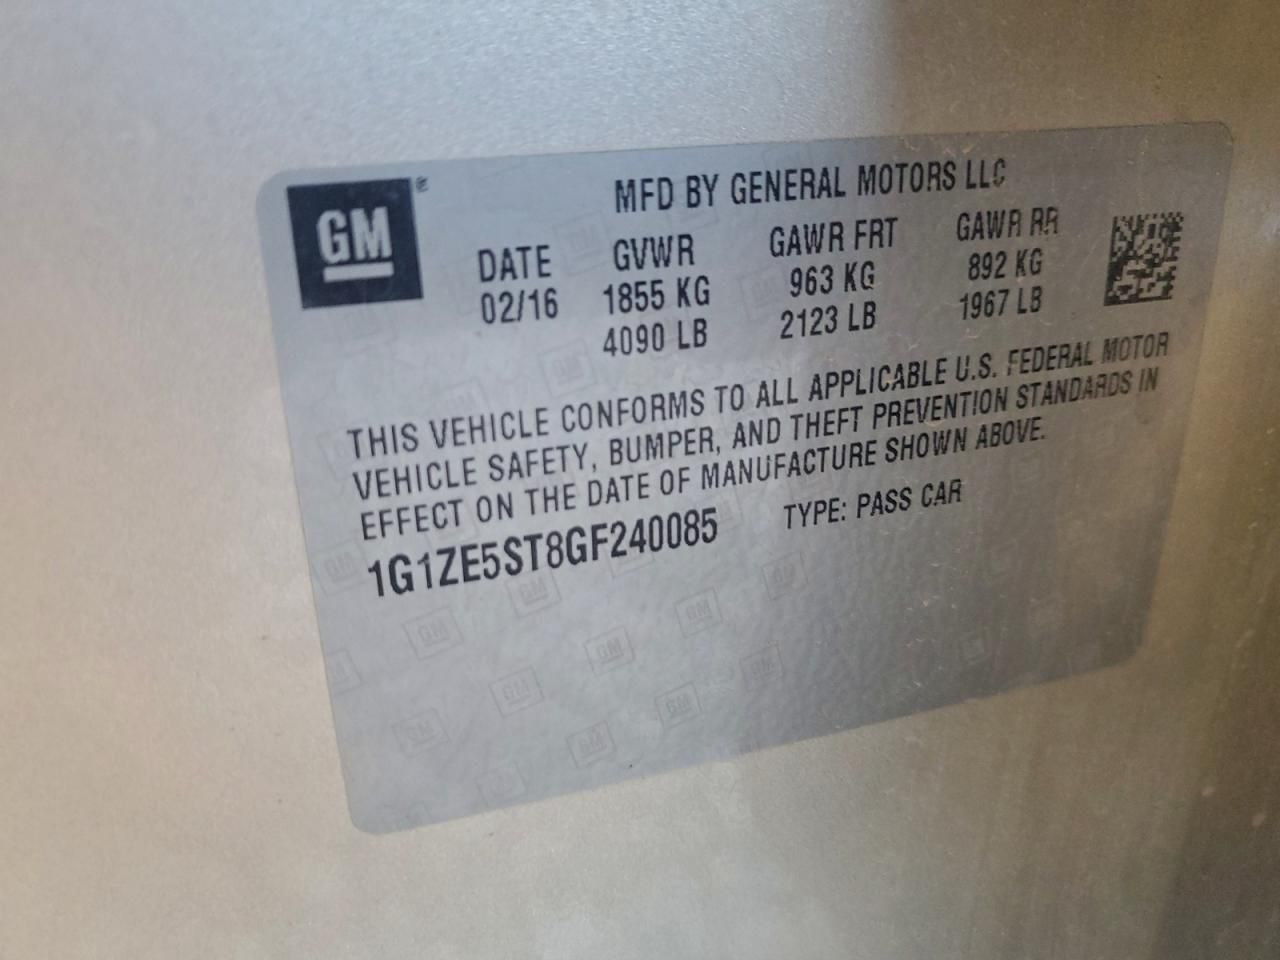 GM®
MFD BY GENERAL MOTORS LLC
DATE GVWR GAWR FRT GAWR RR
02/16 1855 KG 963 KG 892 KG
4090 LB 2123 LB 1967 LB
THIS VEHICLE CONFORMS TO ALL APPLICABLE U.S. FEDERAL MOTOR
VEHICLE SAFETY, BUMPER, AND THEFT PREVENTION STANDARDS IN
EFFECT ON THE DATE OF MANUFACTURE SHOWN ABOVE.
1G1ZE5ST8GF240085 TYPE: PASS CAR